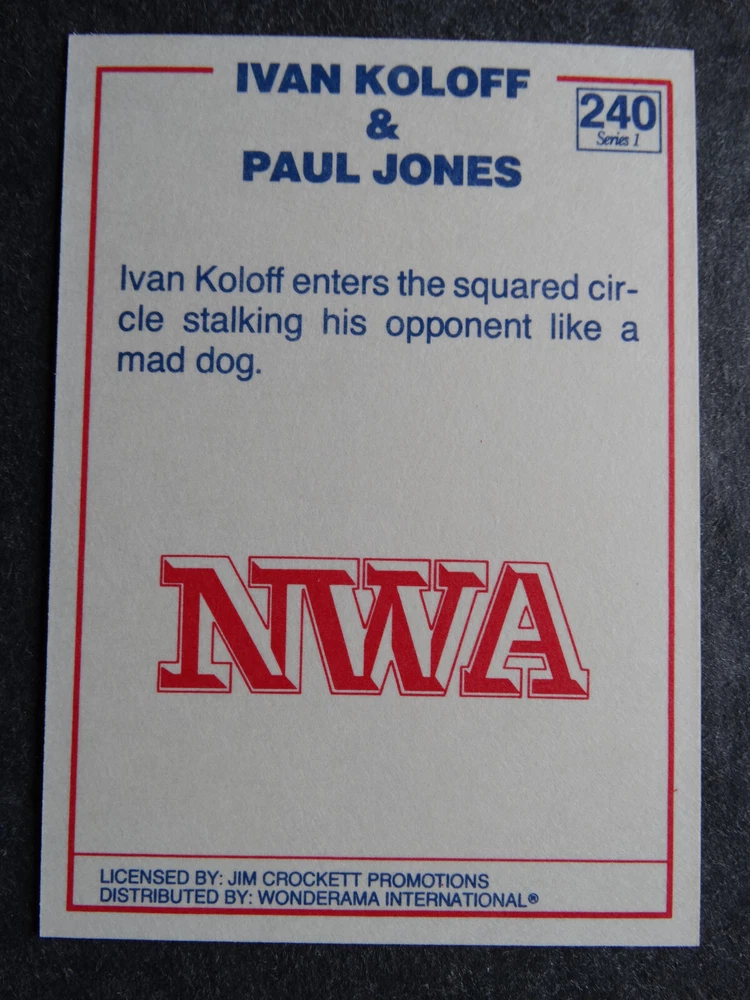 IVAN KOLOFF
&
PAUL JONES
240
Series 1
Ivan Koloff enters the squared cir-
cle stalking his opponent like a
mad dog.
NWA
LICENSED BY: JIM CROCKETT PROMOTIONS
DISTRIBUTED BY: WONDERAMA INTERNATIONAL®